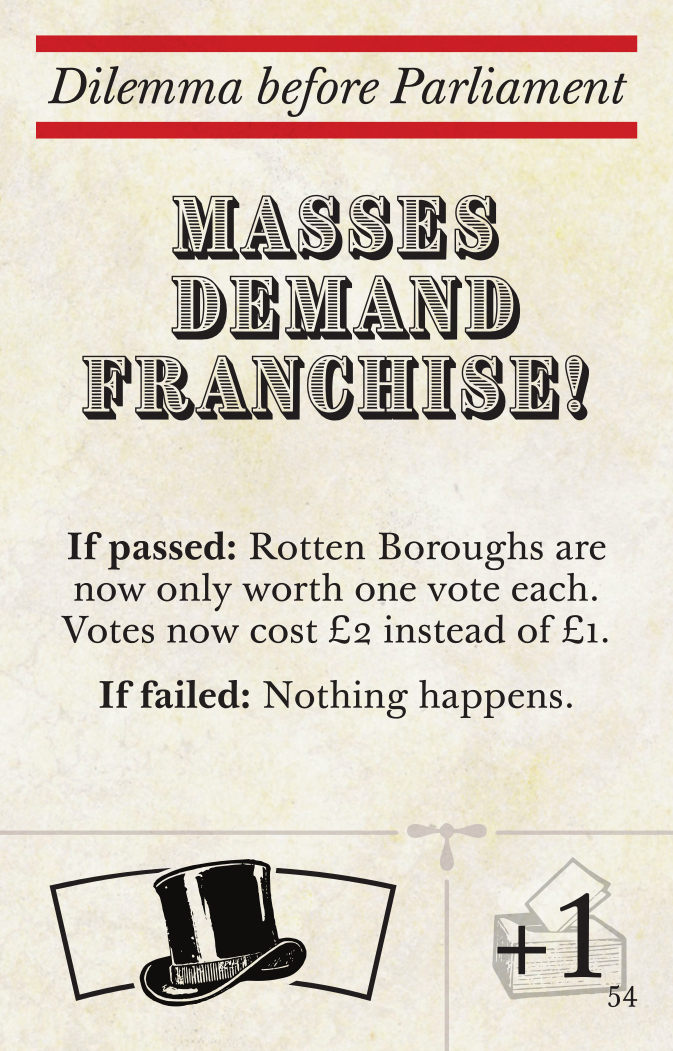 Dilemma before Parliament
MASSES
DEMAND
FRANCHISE!
If passed: Rotten Boroughs are
now only worth one vote each.
Votes now cost £2 instead of £1.
If failed: Nothing happens.
+1
54